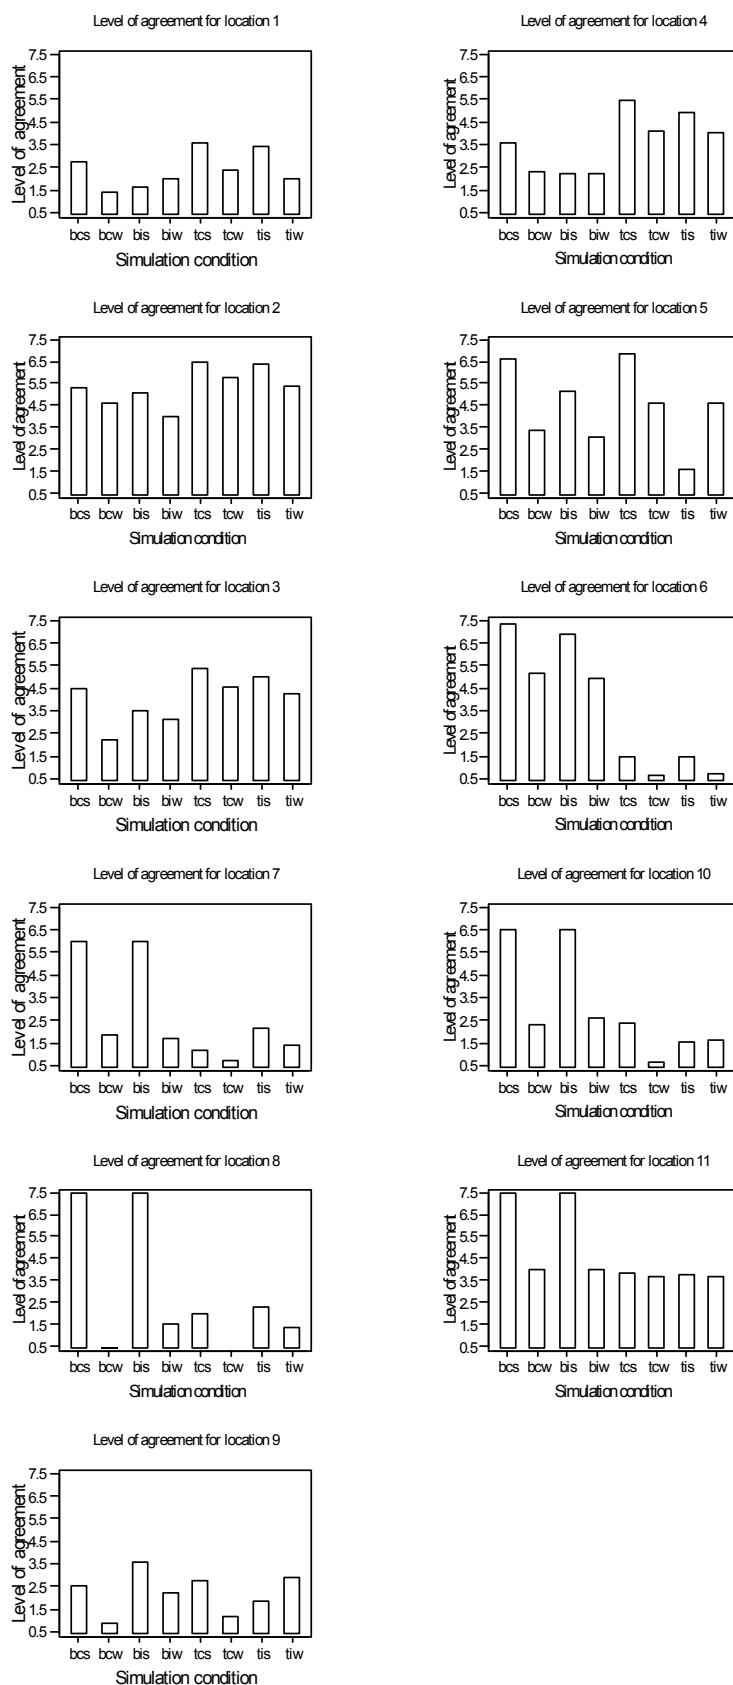 Level of agreement for location 1
Level of agreement
7.5
6.5
5.5
4.5
3.5
2.5
1.5
0.5
bcs bcw bis biw tcs tcw tis tiw
Simulation condition
Level of agreement for location 4
Level of agreement
7.5
6.5
5.5
4.5
3.5
2.5
1.5
0.5
bcs bcw bis biw tcs tcw tis tiw
Simulation condition
Level of agreement for location 2
Level of agreement
7.5
6.5
5.5
4.5
3.5
2.5
1.5
0.5
bcs bcw bis biw tcs tcw tis tiw
Simulation condition
Level of agreement for location 5
Level of agreement
7.5
6.5
5.5
4.5
3.5
2.5
1.5
0.5
bcs bcw bis biw tcs tcw tis tiw
Simulation condition
Level of agreement for location 3
Level of agreement
7.5
6.5
5.5
4.5
3.5
2.5
1.5
0.5
bcs bcw bis biw tcs tcw tis tiw
Simulation condition
Level of agreement for location 6
Level of agreement
7.5
6.5
5.5
4.5
3.5
2.5
1.5
0.5
bcs bcw bis biw tcs tcw tis tiw
Simulation condition
Level of agreement for location 7
Level of agreement
7.5
6.5
5.5
4.5
3.5
2.5
1.5
0.5
bcs bcw bis biw tcs tcw tis tiw
Simulation condition
Level of agreement for location 10
Level of agreement
7.5
6.5
5.5
4.5
3.5
2.5
1.5
0.5
bcs bcw bis biw tcs tcw tis tiw
Simulation condition
Level of agreement for location 8
Level of agreement
7.5
6.5
5.5
4.5
3.5
2.5
1.5
0.5
bcs bcw bis biw tcs tcw tis tiw
Simulation condition
Level of agreement for location 11
Level of agreement
7.5
6.5
5.5
4.5
3.5
2.5
1.5
0.5
bcs bcw bis biw tcs tcw tis tiw
Simulation condition
Level of agreement for location 9
Level of agreement
7.5
6.5
5.5
4.5
3.5
2.5
1.5
0.5
bcs bcw bis biw tcs tcw tis tiw
Simulation condition